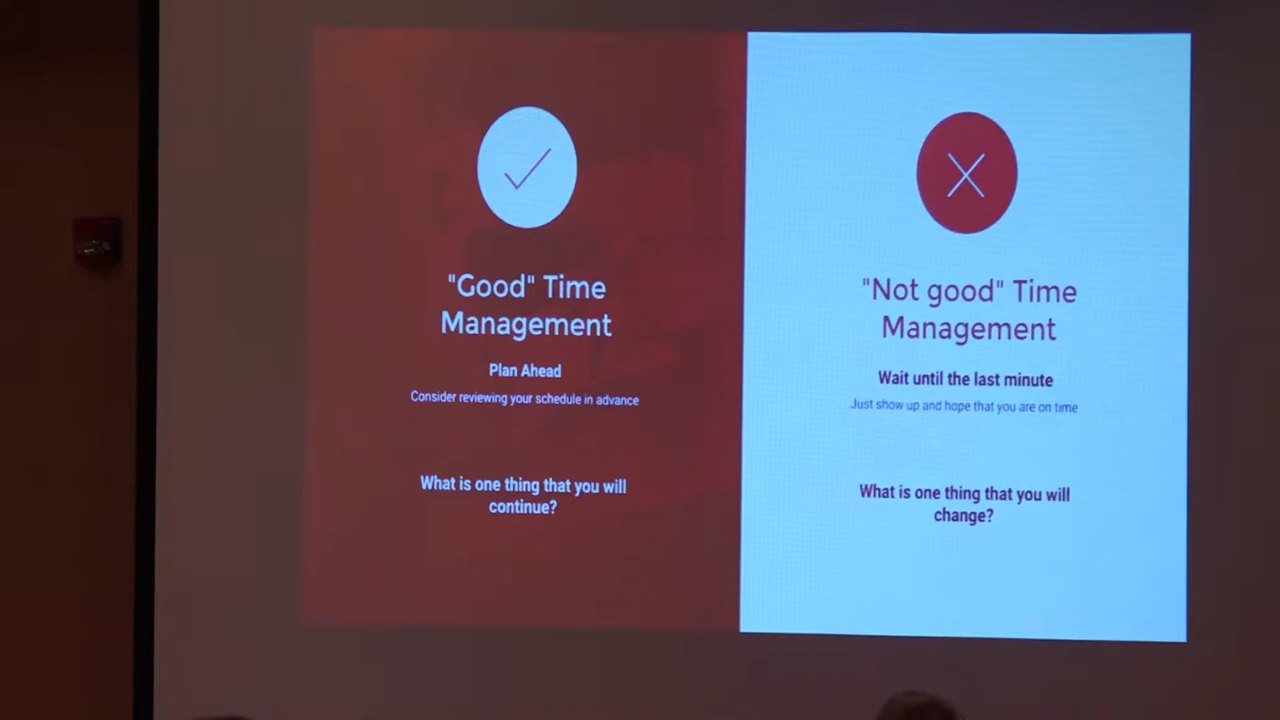 "Good" Time
Management
Plan Ahead
Consider reviewing your schedule in advance
What is one thing that you will
continue?
"Not good" Time
Management
Wait until the last minute
Just show up and hope that you are on time
What is one thing that you will
change?